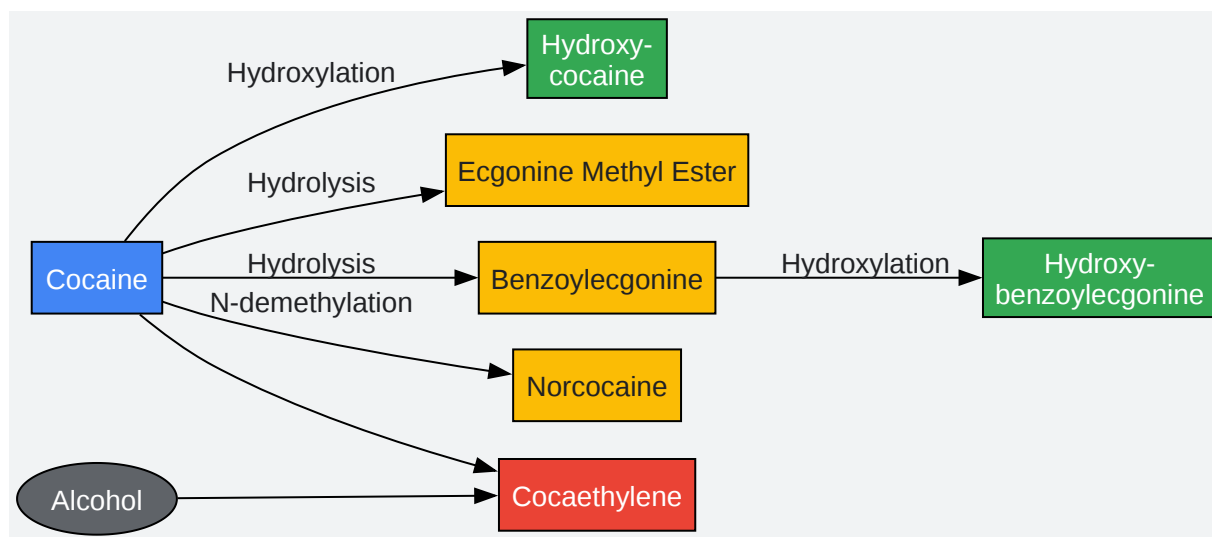 Hydroxy-
cocaine
Hydroxylation
Ecgonine Methyl Ester
Hydrolysis
Cocaine
Hydrolysis
Benzoylecgonine
Hydroxylation
Hydroxy-
benzoylecgonine
N-demethylation
Norcocaine
Alcohol
Cocaethylene